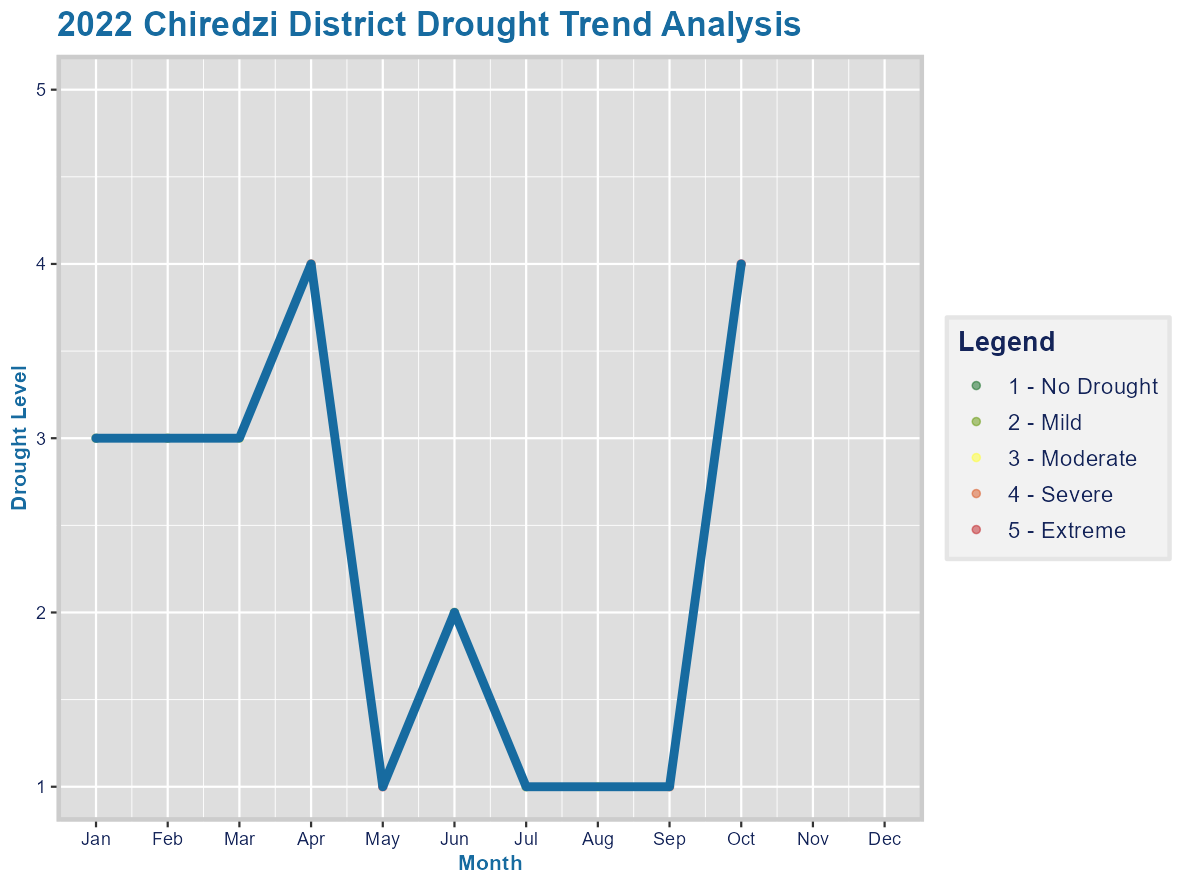 2022 Chiredzi District Drought Trend Analysis
5
4
3
2
1
Drought Level
Jan Feb Mar Apr May Jun Jul Aug Sep Oct Nov Dec
Month
Legend
1 - No Drought
2 - Mild
3 - Moderate
4 - Severe
5 - Extreme